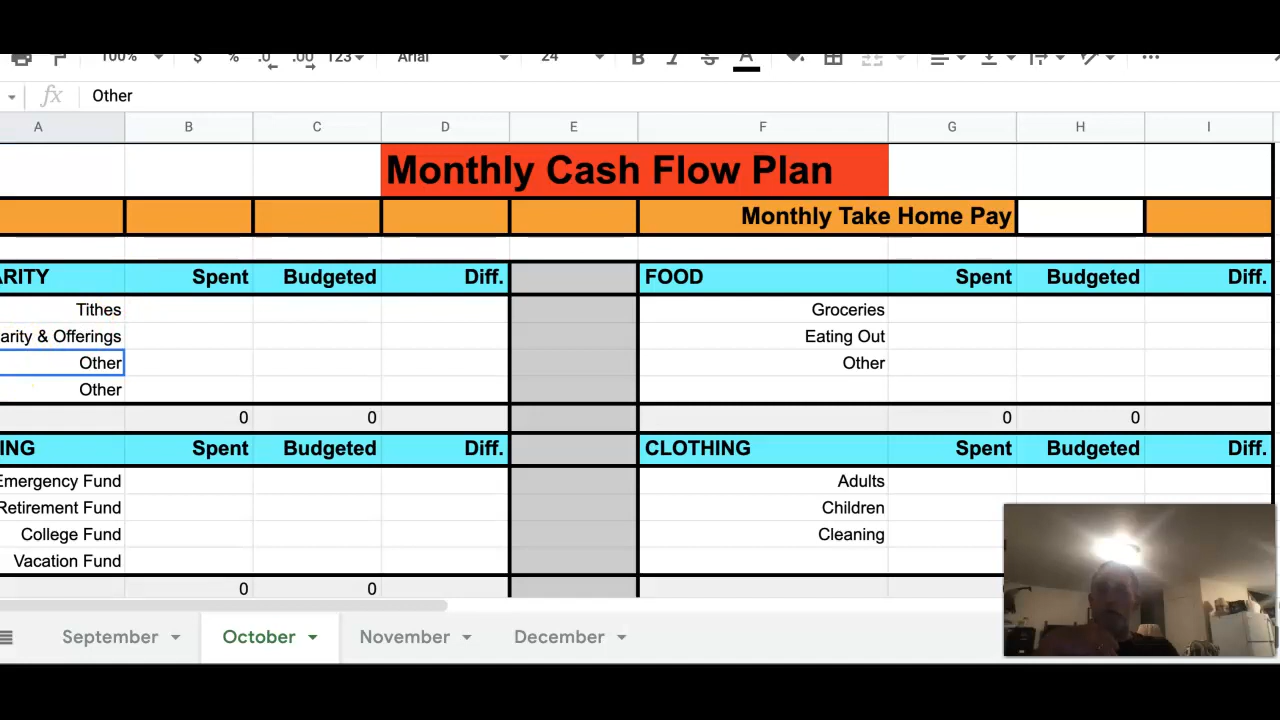 100% $ % .0 .00 123 Arial 24 B I S A
fx Other
A B C D E F G H I
Monthly Cash Flow Plan
Monthly Take Home Pay
ARITY Spent Budgeted Diff. FOOD Spent Budgeted Diff.
Tithes Groceries
arity & Offerings Eating Out
Other Other
Other
0 0 0 0
ING Spent Budgeted Diff. CLOTHING Spent Budgeted Diff.
Emergency Fund Adults
Retirement Fund Children
College Fund Cleaning
Vacation Fund
0 0
September October November December